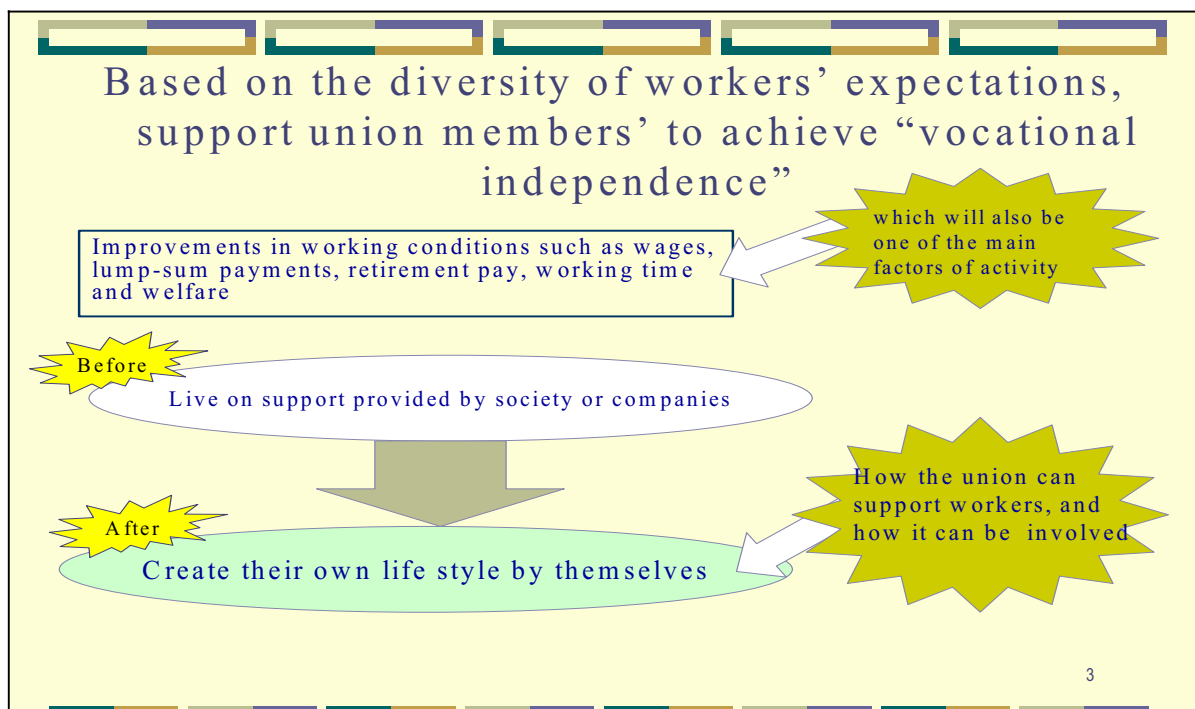 Based on the diversity of workers’ expectations,
support union members’ to achieve “vocational
independence”
which will also be
one of the main
factors of activity
Improvements in working conditions such as wages,
lump-sum payments, retirement pay, working time
and welfare
Before
Live on support provided by society or companies
How the union can
support workers, and
how it can be involved
After
Create their own life style by themselves
3